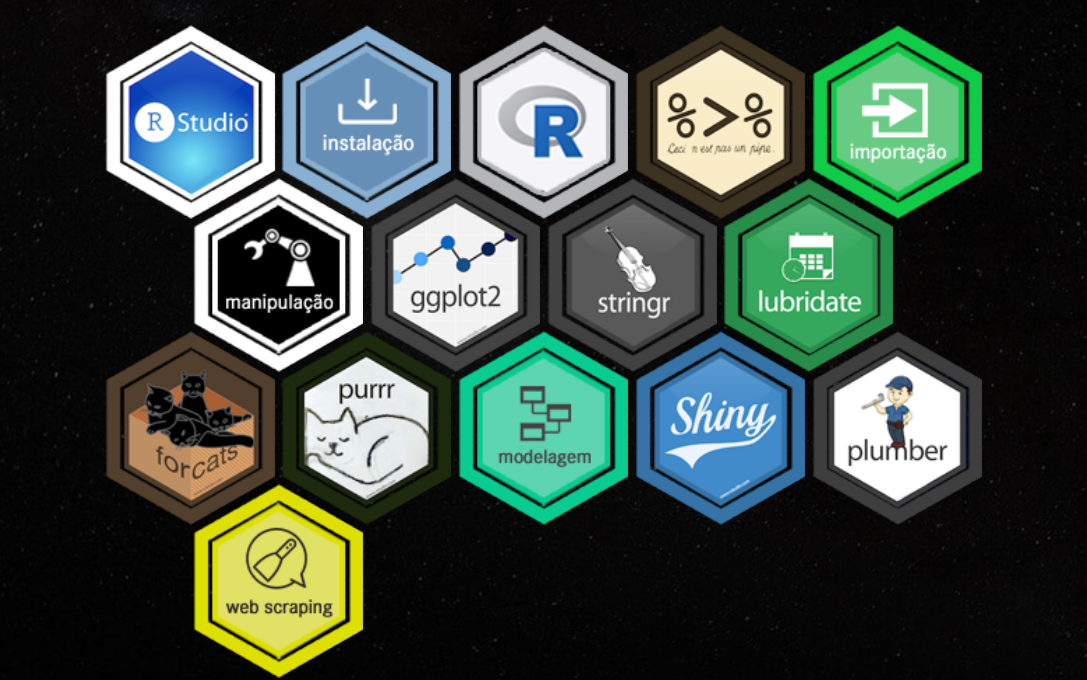 R Studio
instalação
R
%>%
Ceci n'est pas un pipe.
importação
manipulação
ggplot2
stringr
lubridate
forcats
purrr
modelagem
Shiny
plumber
web scraping